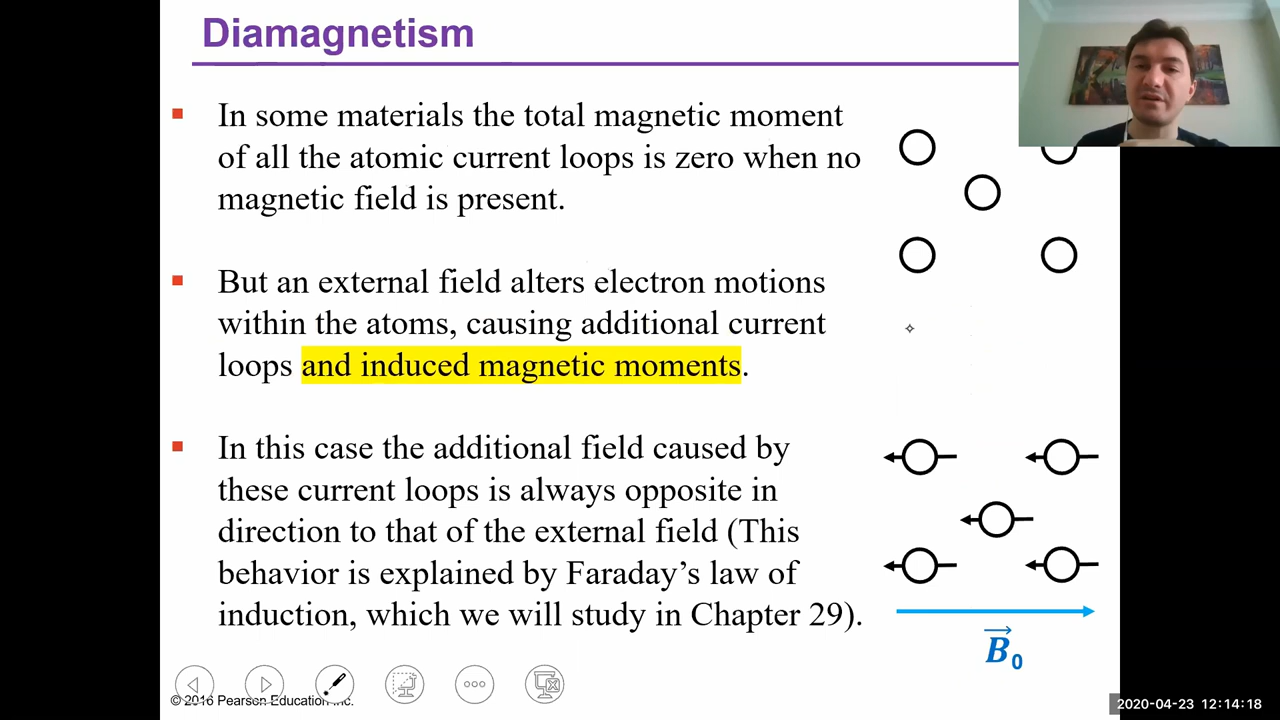 Diamagnetism
In some materials the total magnetic moment
of all the atomic current loops is zero when no
magnetic field is present.
But an external field alters electron motions
within the atoms, causing additional current
loops and induced magnetic moments.
In this case the additional field caused by
these current loops is always opposite in
direction to that of the external field (This
behavior is explained by Faraday’s law of
induction, which we will study in Chapter 29).
B₀
© 2016 Pearson Education Inc.
2020-04-23 12:14:18